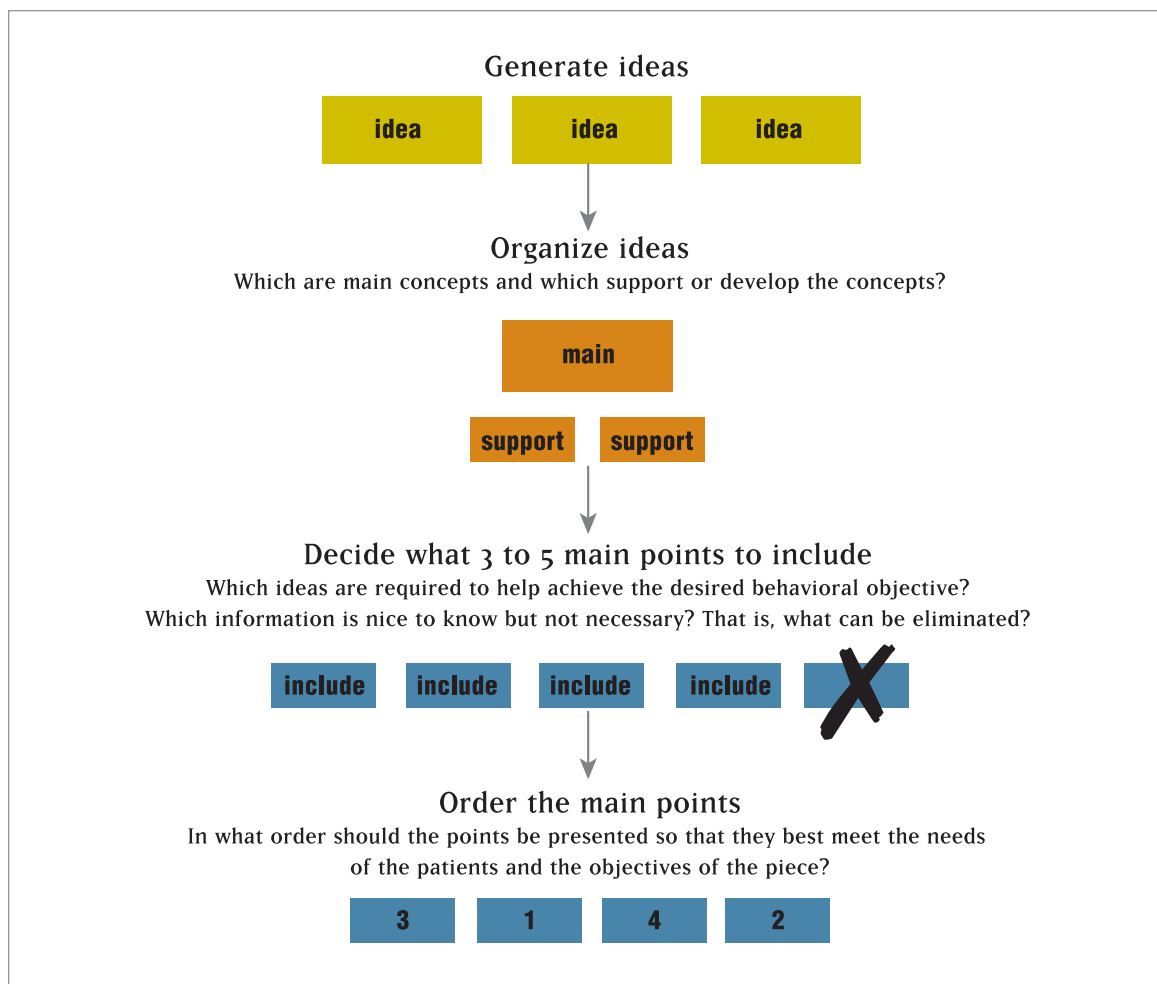 Generate ideas
idea idea idea
Organize ideas
Which are main concepts and which support or develop the concepts?
main
support support
Decide what 3 to 5 main points to include
Which ideas are required to help achieve the desired behavioral objective?
Which information is nice to know but not necessary? That is, what can be eliminated?
include include include include
Order the main points
In what order should the points be presented so that they best meet the needs
of the patients and the objectives of the piece?
3 1 4 2